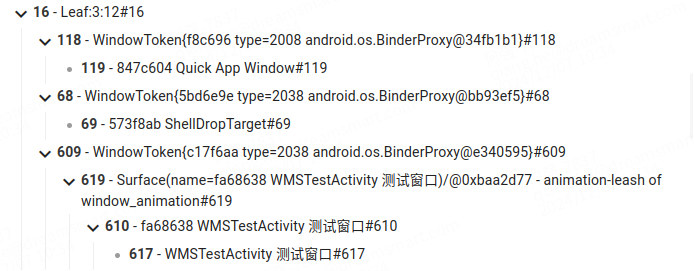 16 - Leaf:3:12#16
118 - WindowToken{f8c696 type=2008 android.os.BinderProxy@34fb1b1}#118
119 - 847c604 Quick App Window#119
68 - WindowToken{5bd6e9e type=2038 android.os.BinderProxy@bb93ef5}#68
69 - 573f8ab ShellDropTarget#69
609 - WindowToken{c17f6aa type=2038 android.os.BinderProxy@e340595}#609
619 - Surface(name=fa68638 WMSTestActivity 测试窗口)/@0xbaa2d77 - animation-leash of
window_animation#619
610 - fa68638 WMSTestActivity 测试窗口#610
617 - WMSTestActivity 测试窗口#617